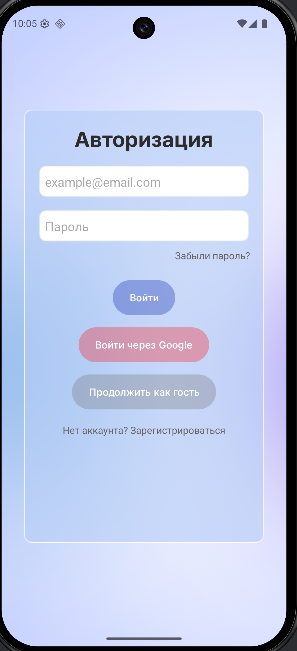 10:05
Авторизация
example@email.com
Пароль
Забыли пароль?
Войти
Войти через Google
Продолжить как гость
Нет аккаунта? Зарегистрироваться